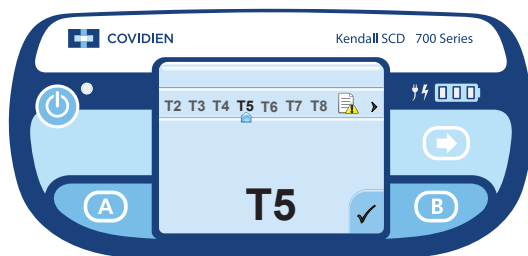 COVIDIEN
Kendall SCD 700 Series
T2 T3 T4 T5 T6 T7 T8
T5
A
B